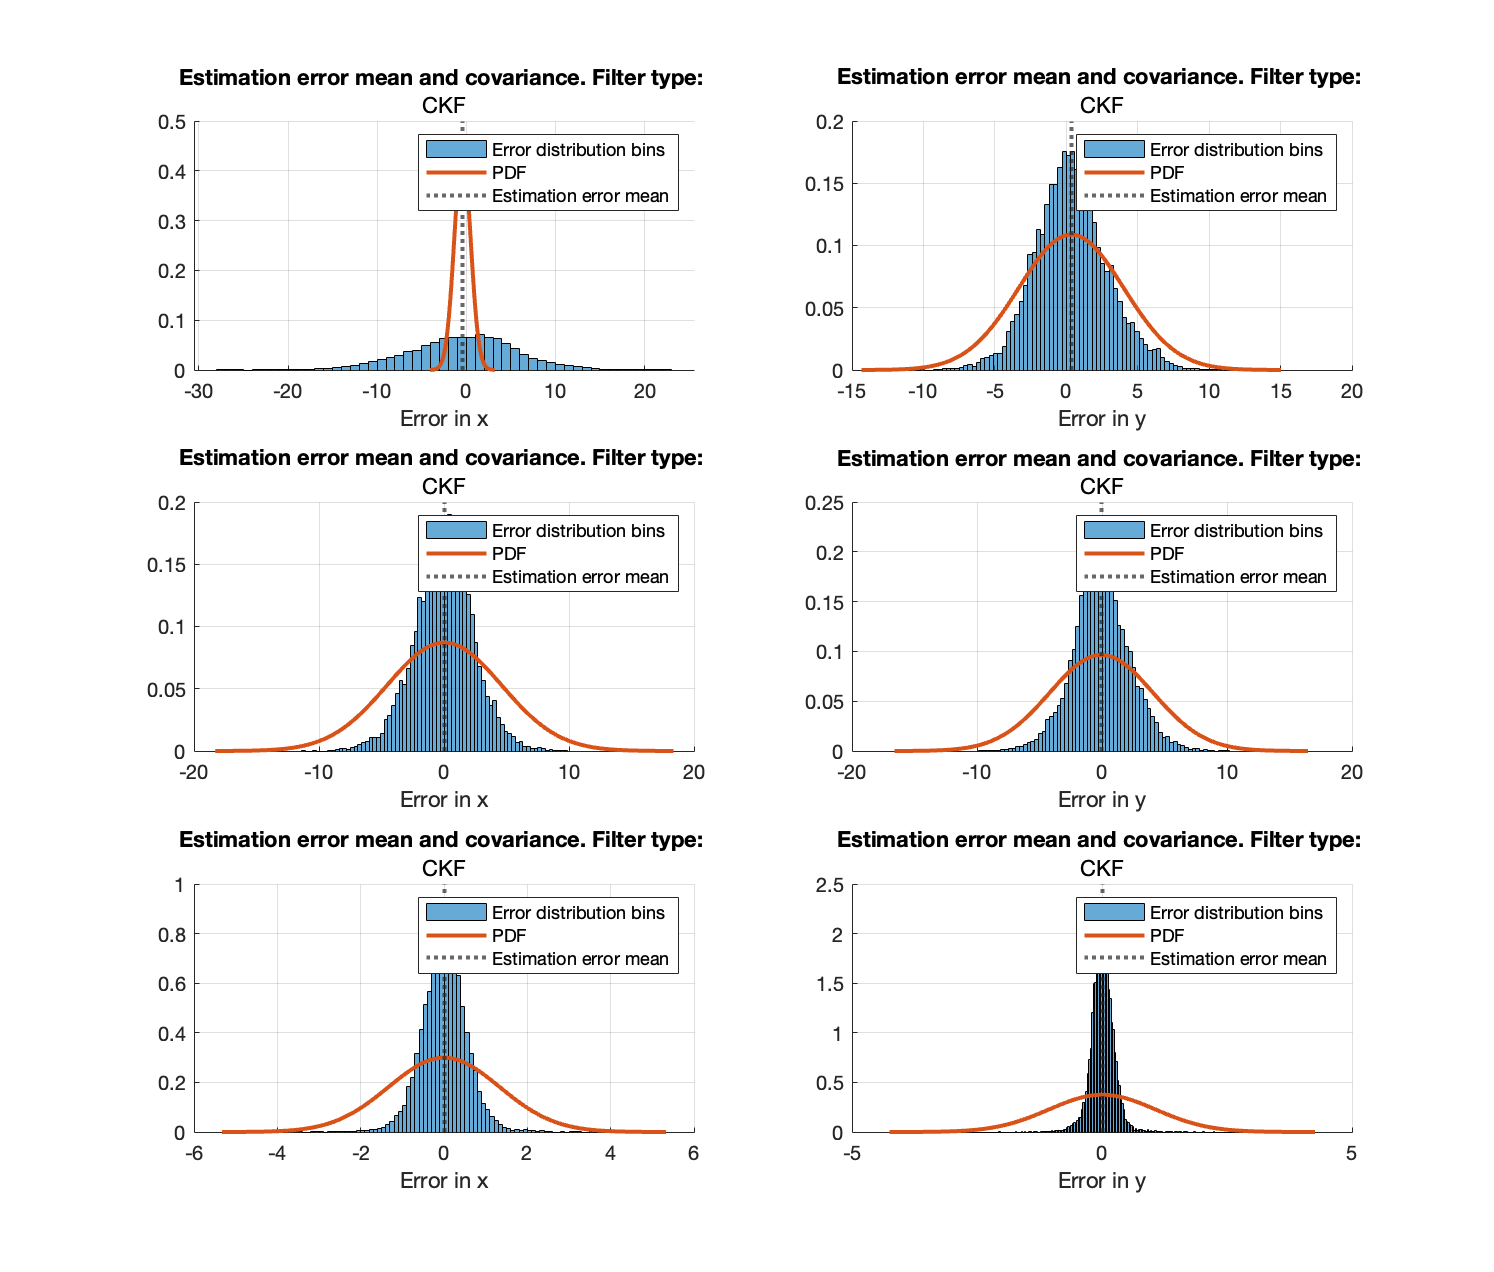 Estimation error mean and covariance. Filter type:
CKF
0.5
0.4
0.3
0.2
0.1
0
Error distribution bins
PDF
Estimation error mean
-30 -20 -10 0 10 20
Error in x
Estimation error mean and covariance. Filter type:
CKF
0.2
0.15
0.1
0.05
0
Error distribution bins
PDF
Estimation error mean
-15 -10 -5 0 5 10 15 20
Error in y
Estimation error mean and covariance. Filter type:
CKF
0.2
0.15
0.1
0.05
0
Error distribution bins
PDF
Estimation error mean
-20 -10 0 10 20
Error in x
Estimation error mean and covariance. Filter type:
CKF
0.25
0.2
0.15
0.1
0.05
0
Error distribution bins
PDF
Estimation error mean
-20 -10 0 10 20
Error in y
Estimation error mean and covariance. Filter type:
CKF
1
0.8
0.6
0.4
0.2
0
Error distribution bins
PDF
Estimation error mean
-6 -4 -2 0 2 4 6
Error in x
Estimation error mean and covariance. Filter type:
CKF
2.5
2
1.5
1
0.5
0
Error distribution bins
PDF
Estimation error mean
-5 0 5
Error in y